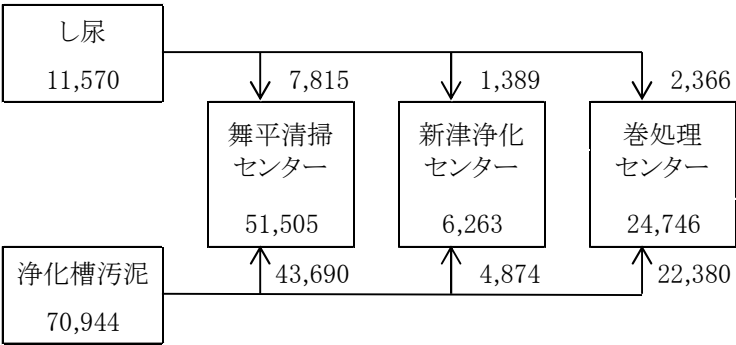 し尿
11,570
7,815
1,389
2,366
舞平清掃
センター
51,505
新津浄化
センター
6,263
巻処理
センター
24,746
浄化槽汚泥
70,944
43,690
4,874
22,380